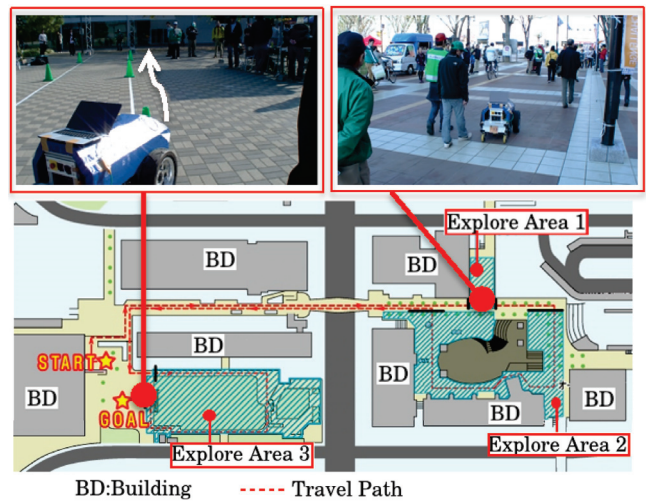 Explore Area 1
BD
BD
BD
START
BD
BD
BD
BD
GOAL
Explore Area 2
Explore Area 3
BD:Building
Travel Path